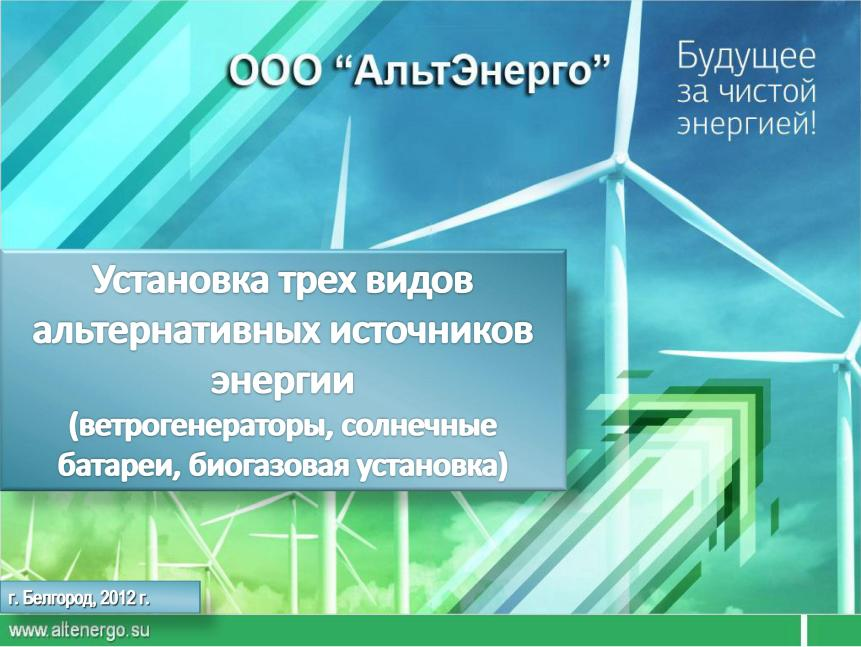 ООО “АльтЭнерго”
Будущее
за чистой
энергией!
Установка трех видов
альтернативных источников
энергии
(ветрогенераторы, солнечные
батареи, биогазовая установка)
г. Белгород, 2012 г.
www.altenergo.su